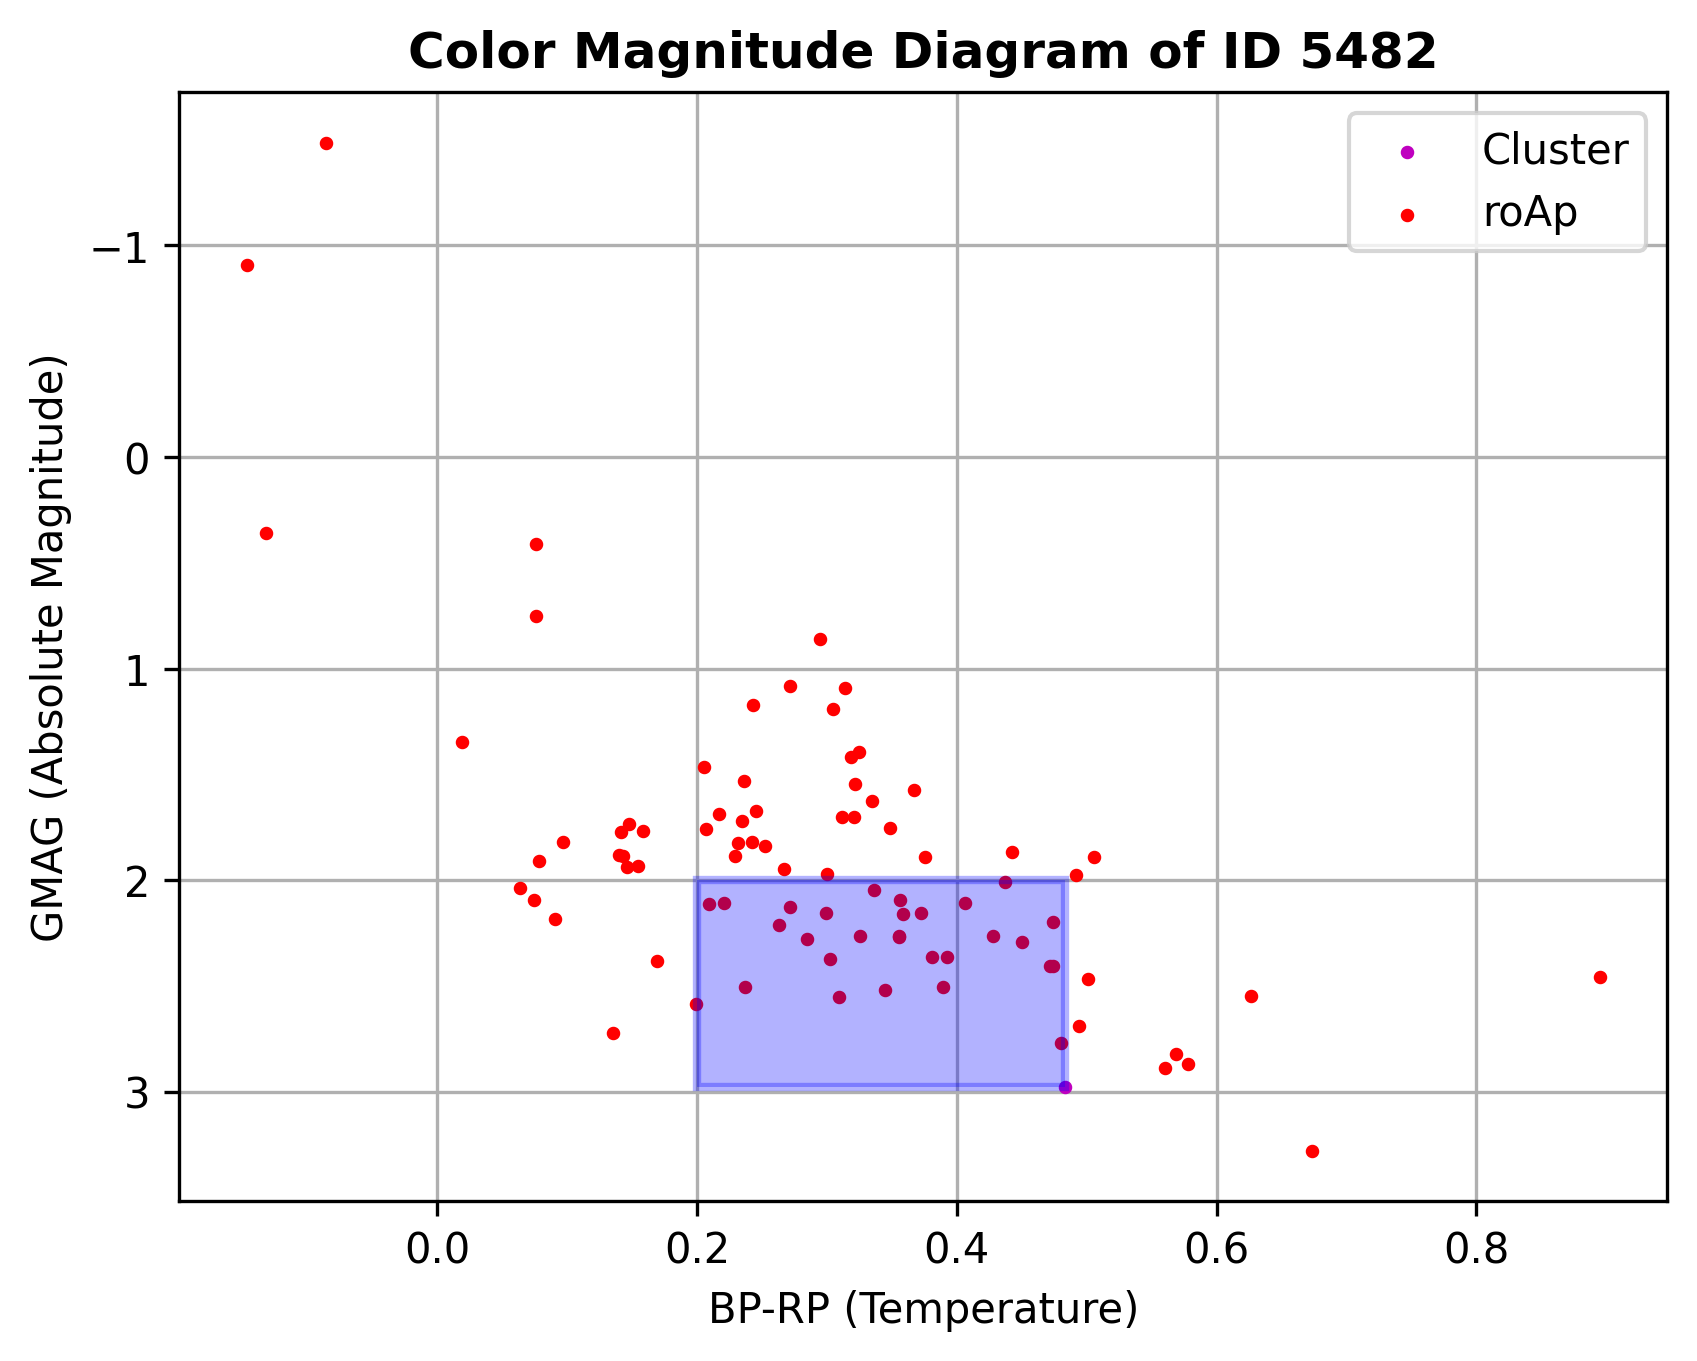 Color Magnitude Diagram of ID 5482
Cluster
roAp
−1
0
1
2
3
GMAG (Absolute Magnitude)
0.0 0.2 0.4 0.6 0.8
BP-RP (Temperature)